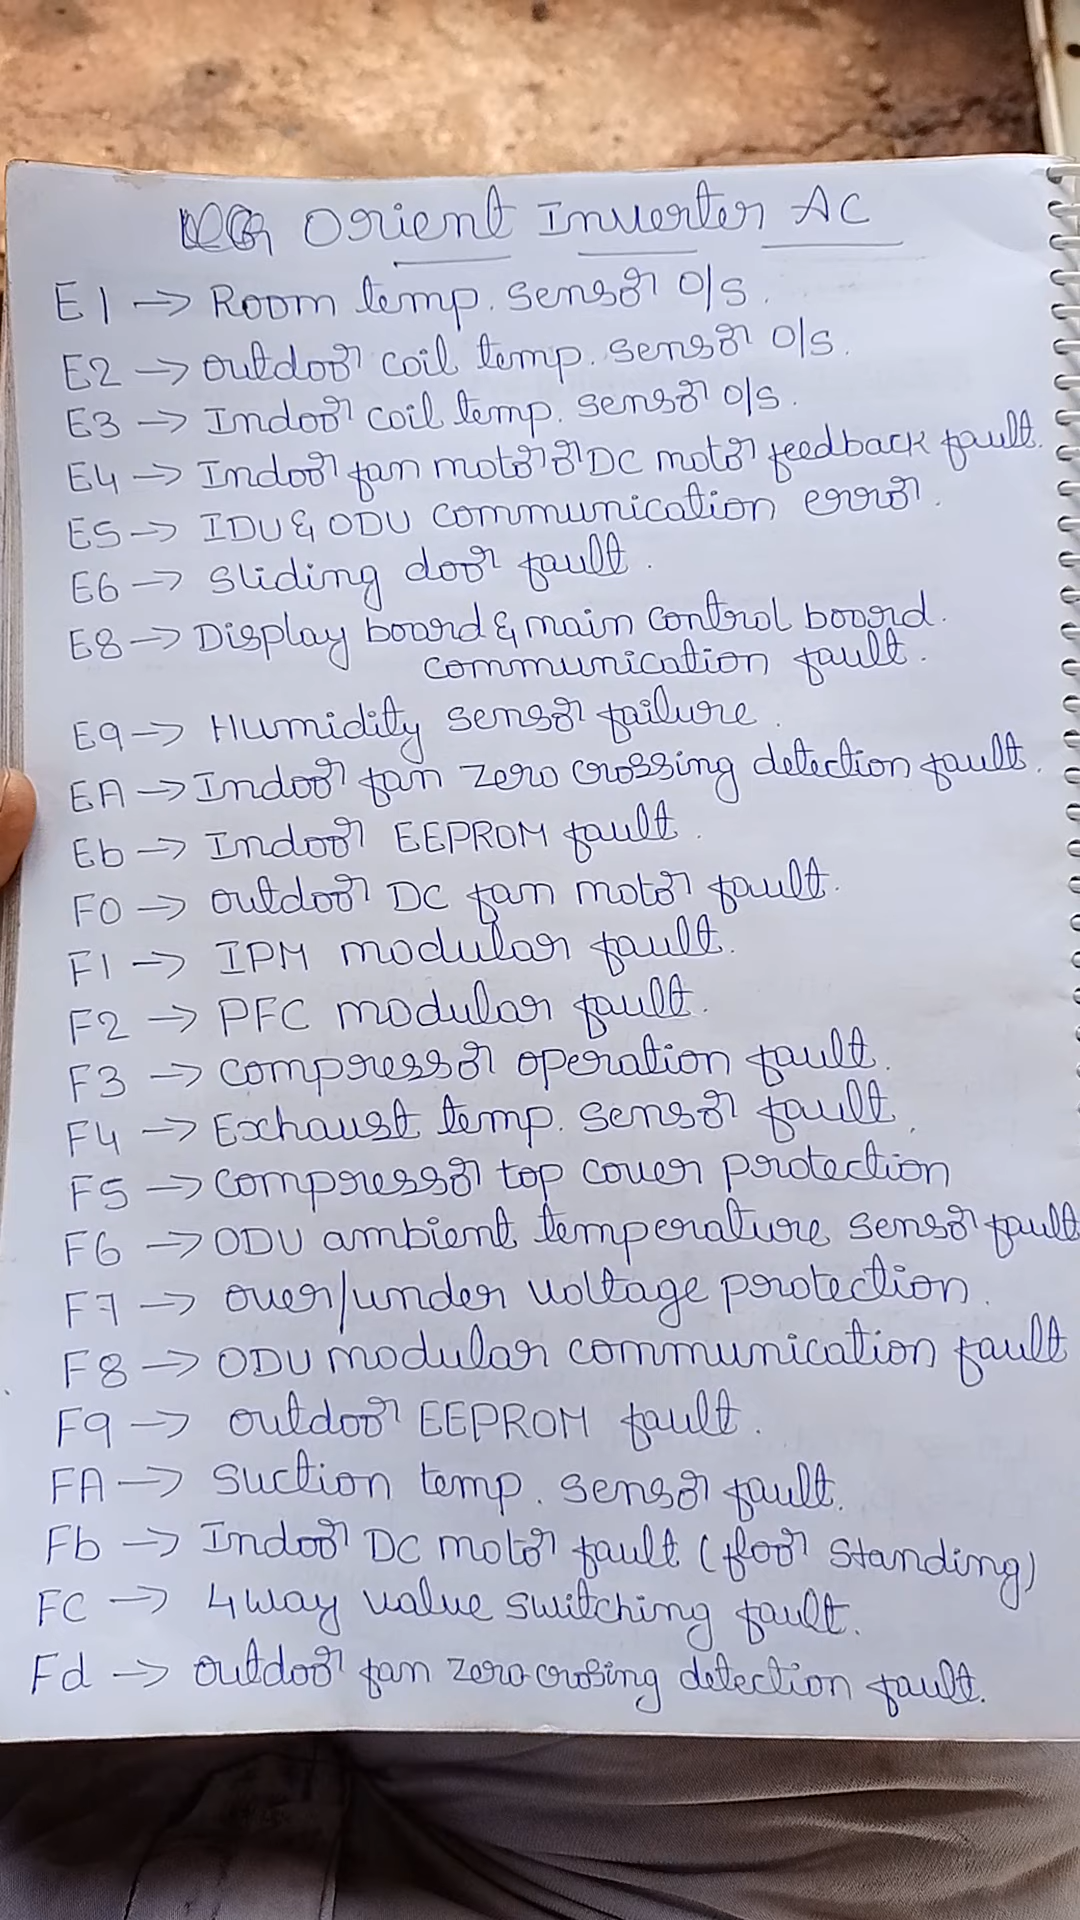 Orient Inverter AC
E1 → Room temp. sensor o/s.
E2 → outdoor coil temp. sensor o/s.
E3 → Indoor coil temp. sensor o/s.
E4 → Indoor fan motor or DC motor feedback fault.
E5 → IDU & ODU communication error.
E6 → Sliding door fault.
E8 → Display board & main control board.
communication fault.
E9 → Humidity sensor failure.
EA → Indoor fan zero crossing detection fault.
Eb → Indoor EEPROM fault.
F0 → outdoor DC fan motor fault.
F1 → IPM modular fault.
F2 → PFC modular fault.
F3 → compressor operation fault.
F4 → Exhaust temp. sensor fault.
F5 → compressor top cover protection
F6 → ODU ambient temperature sensor fault
F7 → over/under voltage protection.
F8 → ODU modular communication fault
F9 → outdoor EEPROM fault.
FA → Suction temp. sensor fault.
Fb → Indoor DC motor fault (floor standing)
FC → 4 way value switching fault.
Fd → outdoor fan zero crosing detection fault.